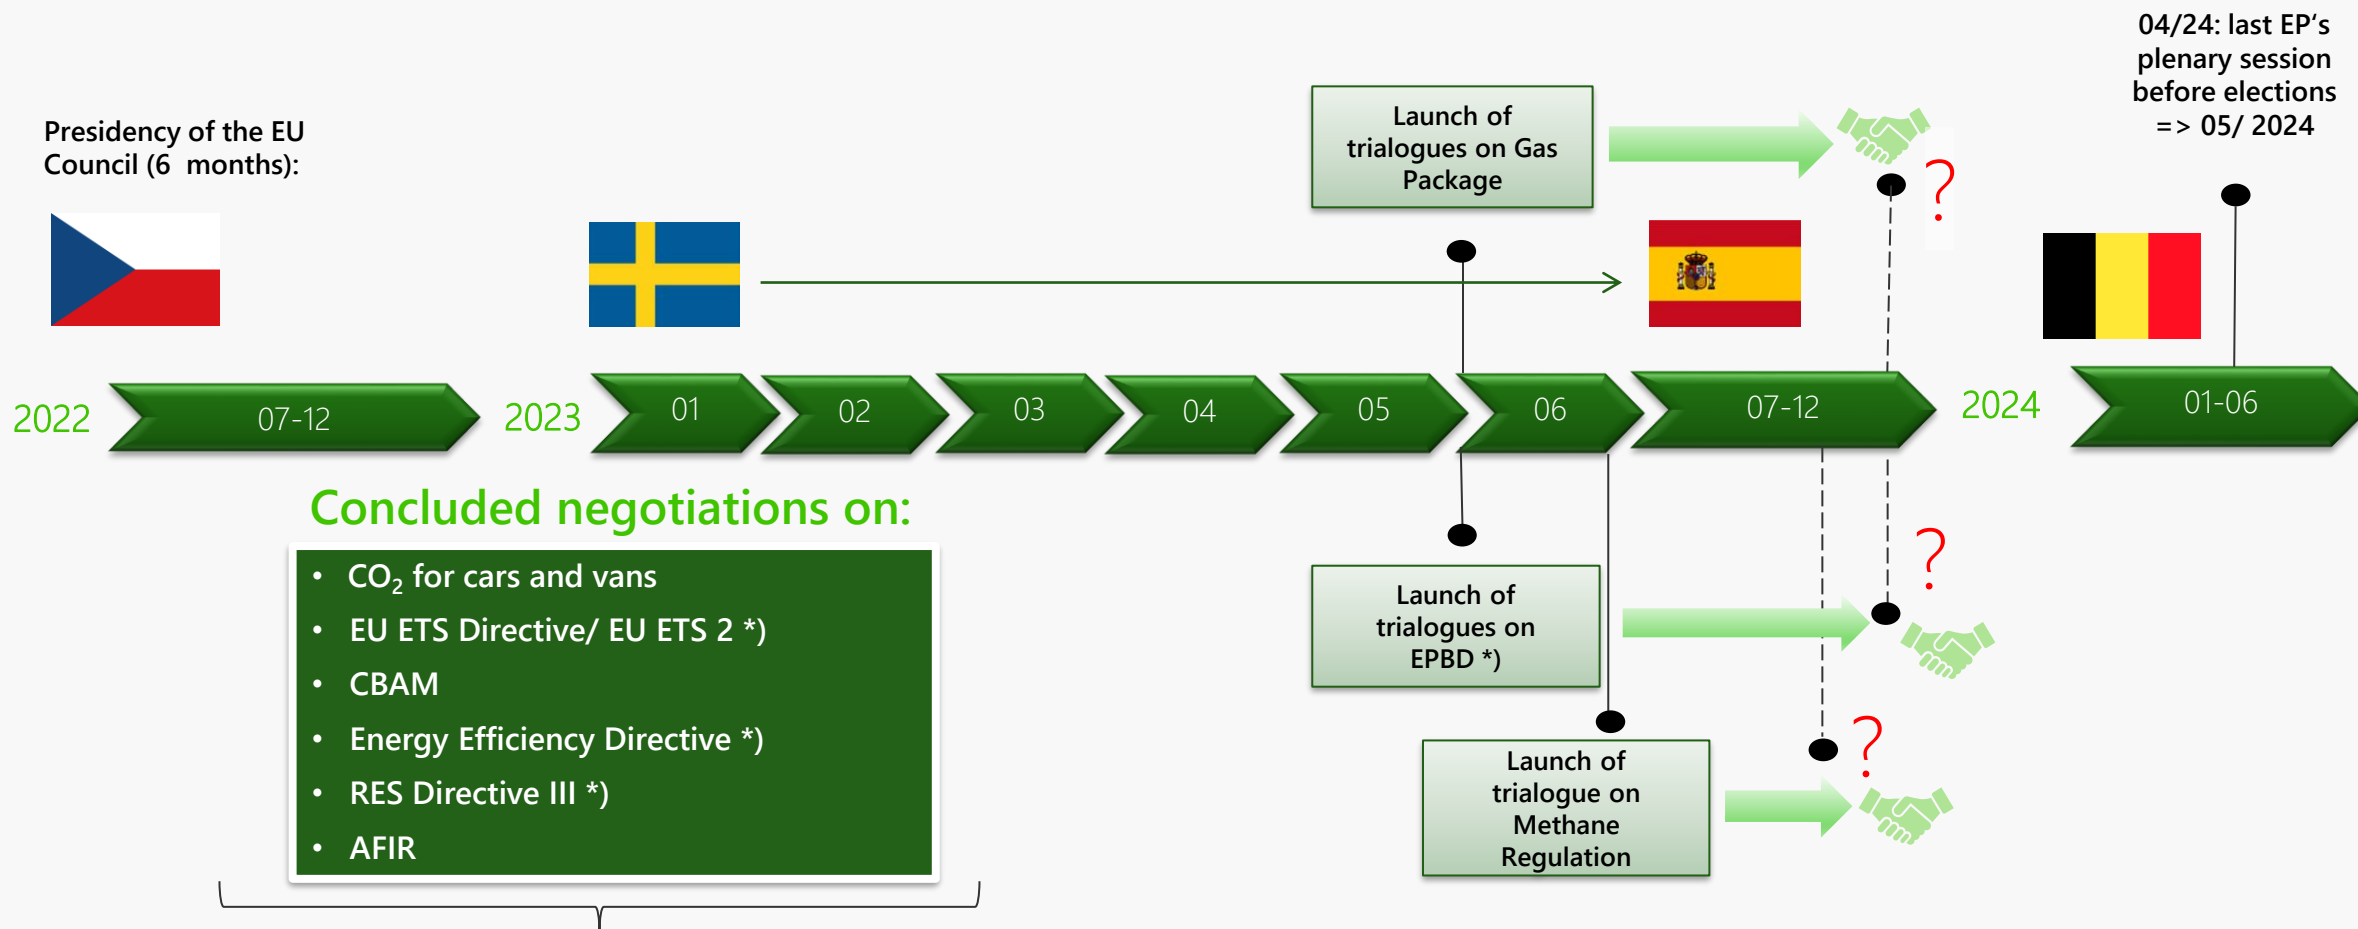 04/24: last EP‘s
plenary session
before elections
=> 05/ 2024
Presidency of the EU
Council (6 months):
Launch of
trialogues on Gas
Package
?
2022
07-12
2023
01
02
03
04
05
06
07-12
2024
01-06
Concluded negotiations on:
• CO₂ for cars and vans
• EU ETS Directive/ EU ETS 2 *)
• CBAM
• Energy Efficiency Directive *)
• RES Directive III *)
• AFIR
Launch of
trialogues on
EPBD *)
?
Launch of
trialogue on
Methane
Regulation
?